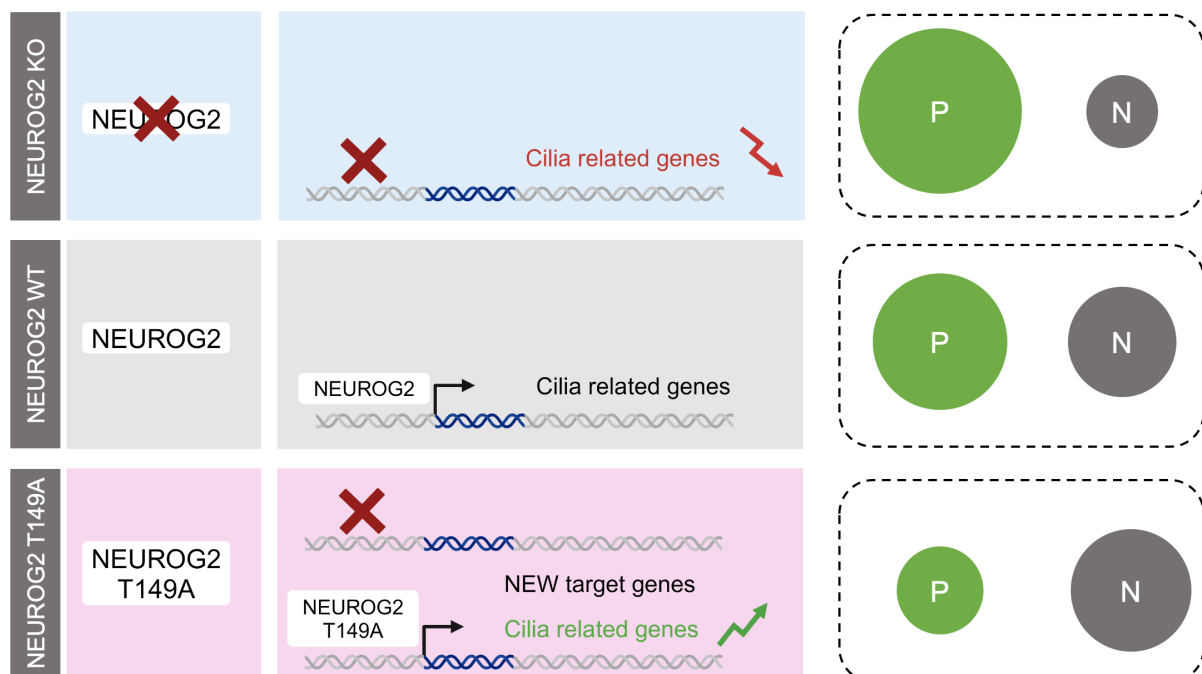 NEUROG2 KO
NEUROG2
Cilia related genes
P
N
NEUROG2 WT
NEUROG2
NEUROG2
Cilia related genes
P
N
NEUROG2 T149A
NEUROG2
T149A
NEW target genes
NEUROG2
T149A
Cilia related genes
P
N